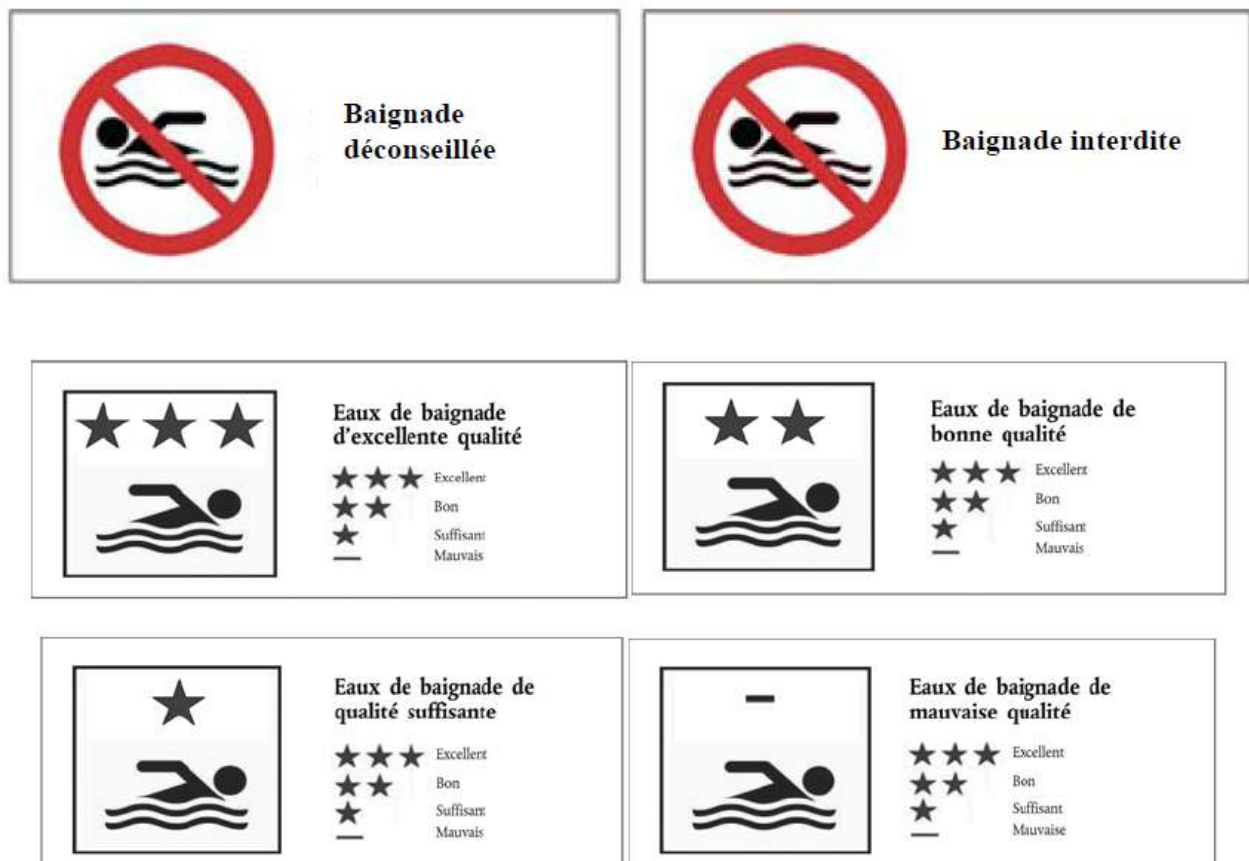 Baignade
déconseillée
Baignade interdite
Eaux de baignade
d'excellente qualité
Excellent
Bon
Suffisant
Mauvais
Eaux de baignade de
bonne qualité
Excellent
Bon
Suffisant
Mauvais
Eaux de baignade de
qualité suffisante
Excellent
Bon
Suffisant
Mauvais
Eaux de baignade de
mauvaise qualité
Excellent
Bon
Suffisant
Mauvaise